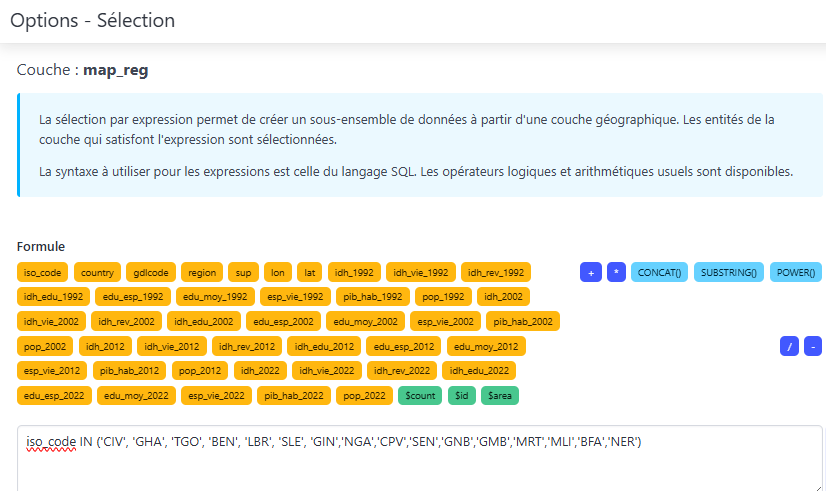 Options - Sélection
Couche : map_reg
La sélection par expression permet de créer un sous-ensemble de données à partir d'une couche géographique. Les entités de la
couche qui satisfont l'expression sont sélectionnées.
La syntaxe à utiliser pour les expressions est celle du langage SQL. Les opérateurs logiques et arithmétiques usuels sont disponibles.
Formule
iso_code country gdlcode region sup lon lat idh_1992 idh_vie_1992 idh_rev_1992 + * CONCAT() SUBSTRING() POWER()
idh_edu_1992 edu_esp_1992 edu_moy_1992 esp_vie_1992 pib_hab_1992 pop_1992 idh_2002
idh_vie_2002 idh_rev_2002 idh_edu_2002 edu_esp_2002 edu_moy_2002 esp_vie_2002 pib_hab_2002
pop_2002 idh_2012 idh_vie_2012 idh_rev_2012 idh_edu_2012 edu_esp_2012 edu_moy_2012 / -
esp_vie_2012 pib_hab_2012 pop_2012 idh_2022 idh_vie_2022 idh_rev_2022 idh_edu_2022
edu_esp_2022 edu_moy_2022 esp_vie_2022 pib_hab_2022 pop_2022 $count $id $area
iso_code IN ('CIV', 'GHA', 'TGO', 'BEN', 'LBR', 'SLE', 'GIN','NGA','CPV','SEN','GNB','GMB','MRT','MLI','BFA','NER')